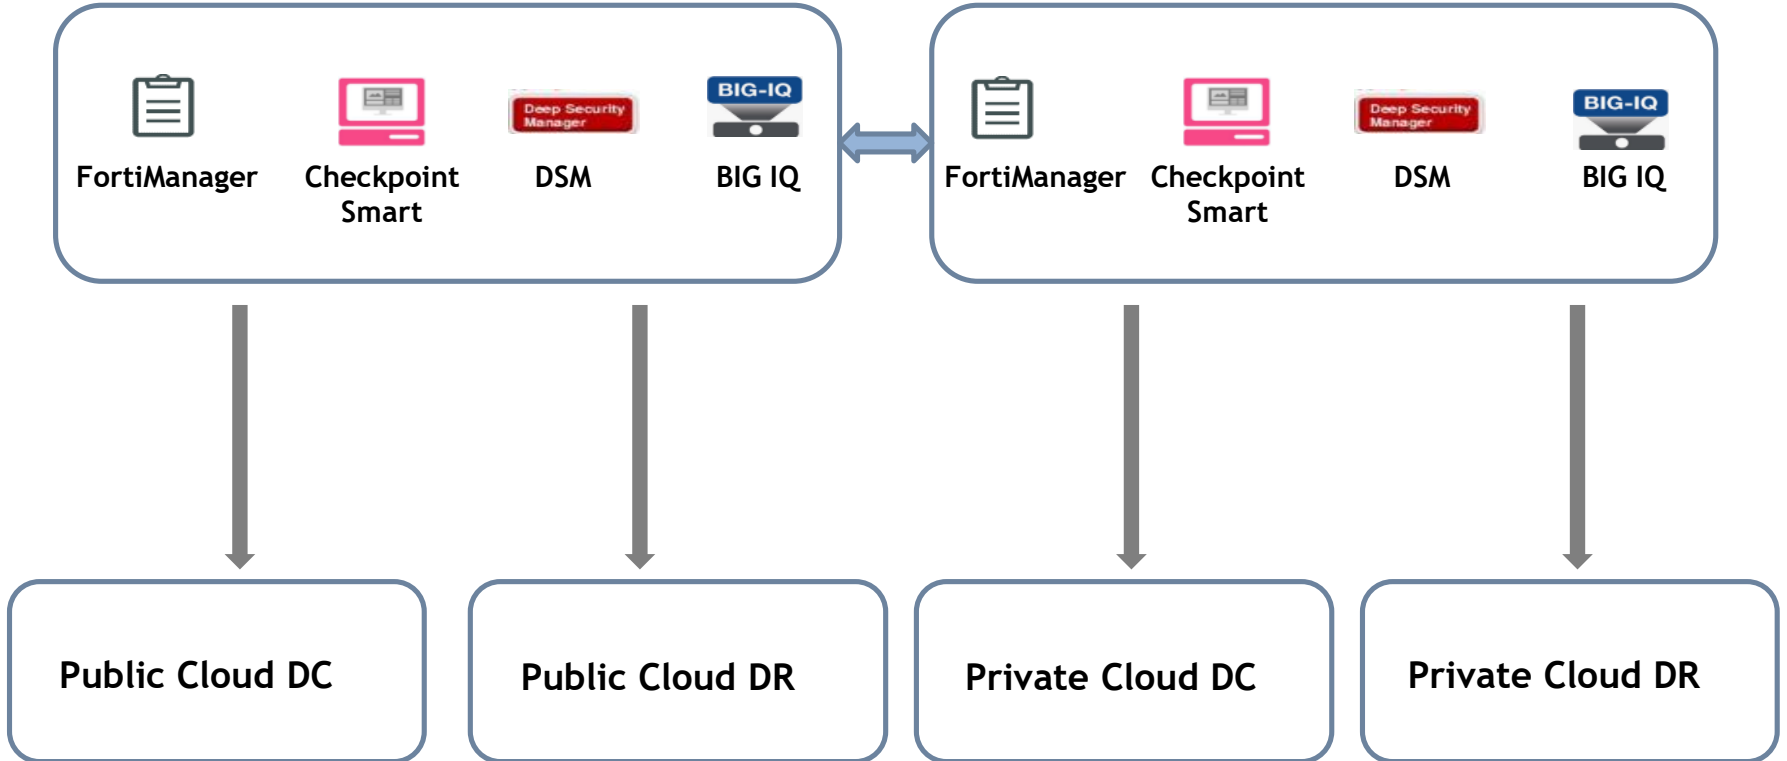 Deep Security
Manager
BIG-IQ
FortiManager
Checkpoint
Smart
DSM
BIG IQ
Deep Security
Manager
BIG-IQ
FortiManager
Checkpoint
Smart
DSM
BIG IQ
Public Cloud DC
Public Cloud DR
Private Cloud DC
Private Cloud DR